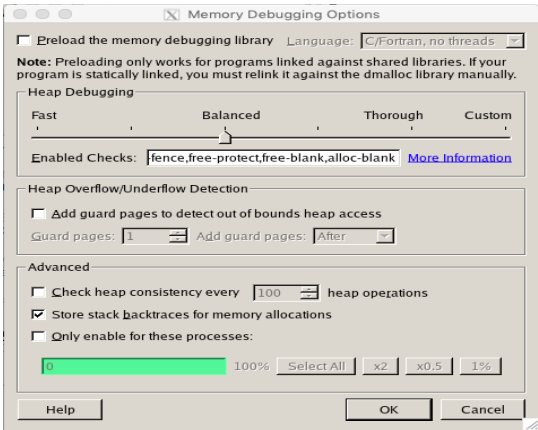 Memory Debugging Options
Preload the memory debugging library Language: C/Fortran, no threads
Note: Preloading only works for programs linked against shared libraries. If your
program is statically linked, you must relink it against the dmalloc library manually.
Heap Debugging
Fast Balanced Thorough Custom
Enabled Checks: -fence,free-protect,free-blank,alloc-blank More Information
Heap Overflow/Underflow Detection
Add guard pages to detect out of bounds heap access
Guard pages: 1 Add guard pages: After
Advanced
Check heap consistency every 100 heap operations
Store stack backtraces for memory allocations
Only enable for these processes:
0 100% Select All x2 x0.5 1%
Help OK Cancel